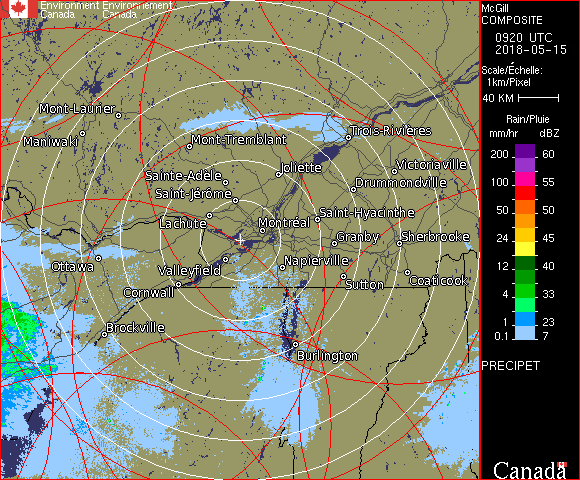 Environment Environnement
Canada Canada
McGill
COMPOSITE
0920 UTC
2018-05-15
Scale/Échelle:
1km/Pixel
40 KM
Rain/Pluie
mm/hr dBZ
200 60
100 55
50 50
24 45
12 40
4 33
1 23
0.1 7
PRECIPET
Canada
Mont-Laurier
Maniwaki
Mont-Tremblant
Trois-Rivières
Joliette
Victoriaville
Sainte-Adèle
Drummondville
Saint-Jérôme
Lachute
Saint-Hyacinthe
Montréal
Granby
Sherbrooke
Ottawa
Valleyfield
Napierville
Cornwall
Sutton
Coaticook
Brockville
Burlington